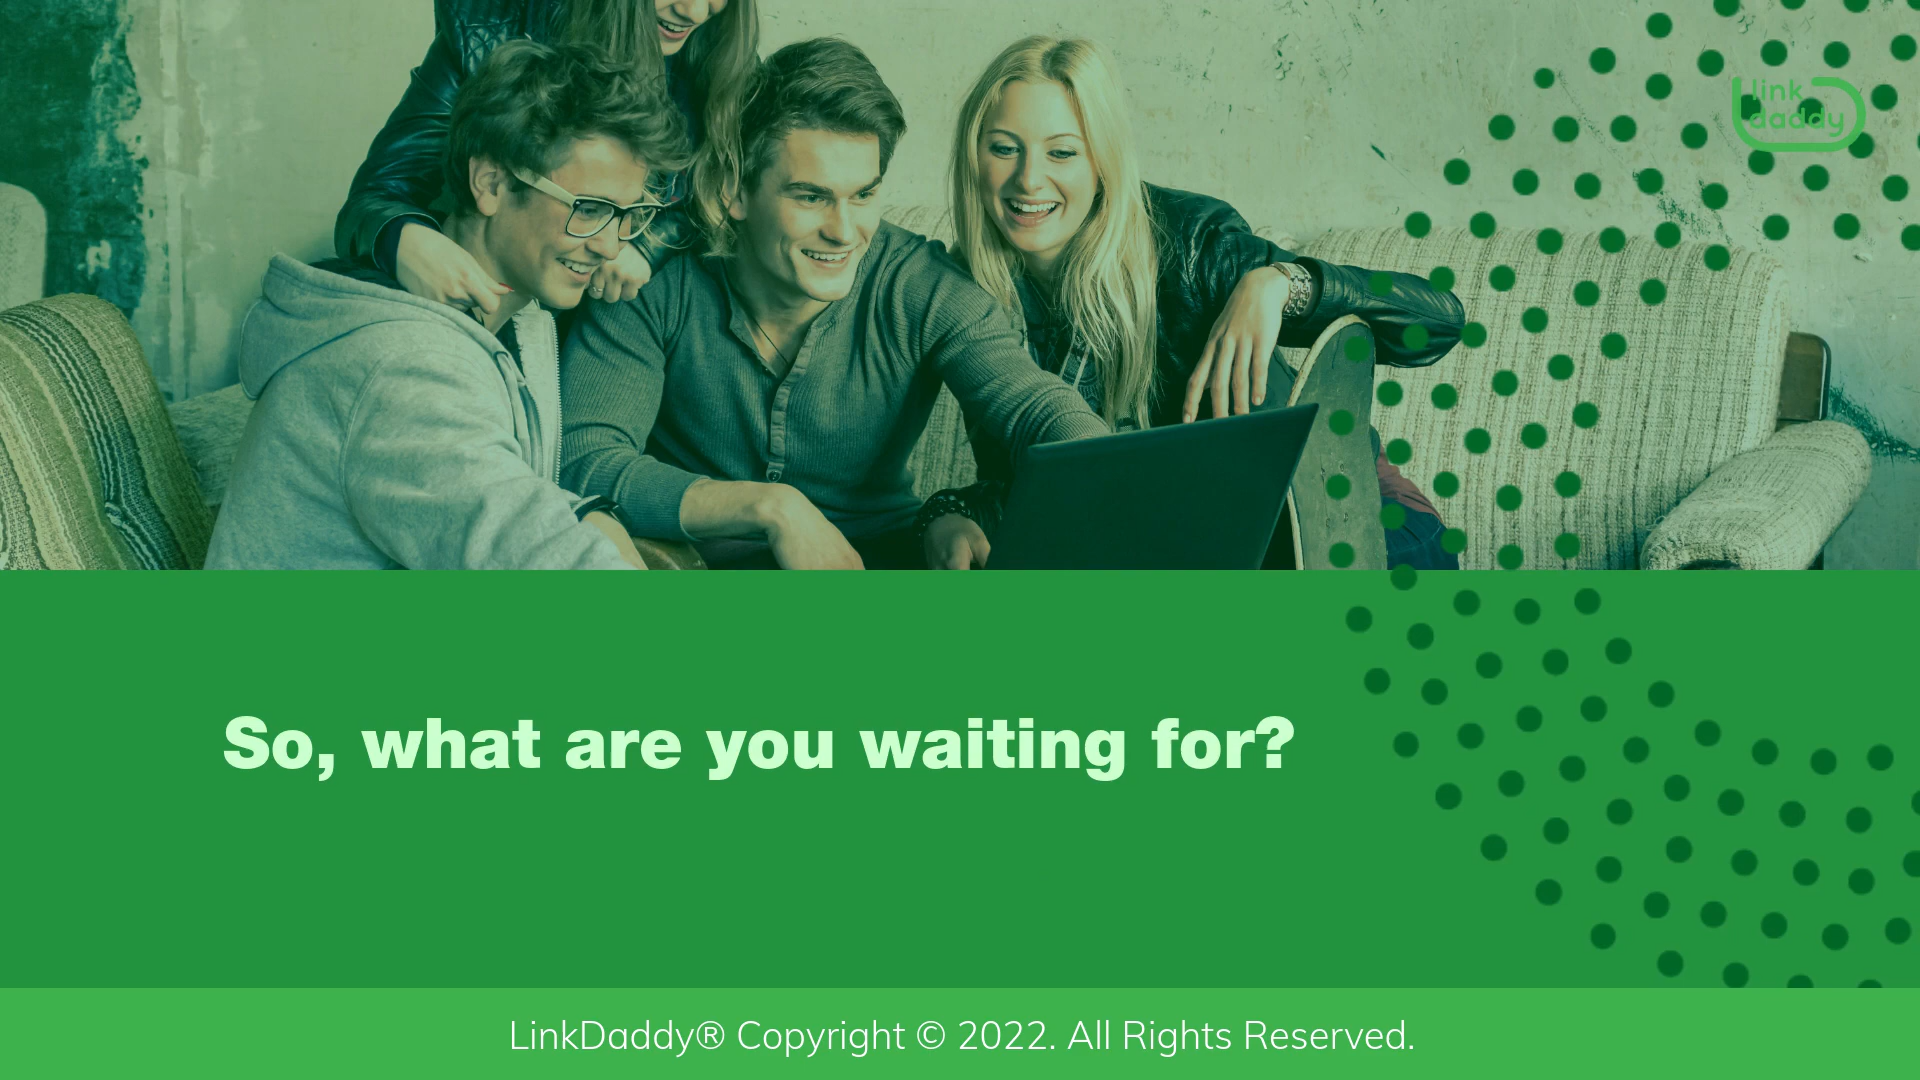 link
daddy
So, what are you waiting for?
LinkDaddy® Copyright © 2022. All Rights Reserved.